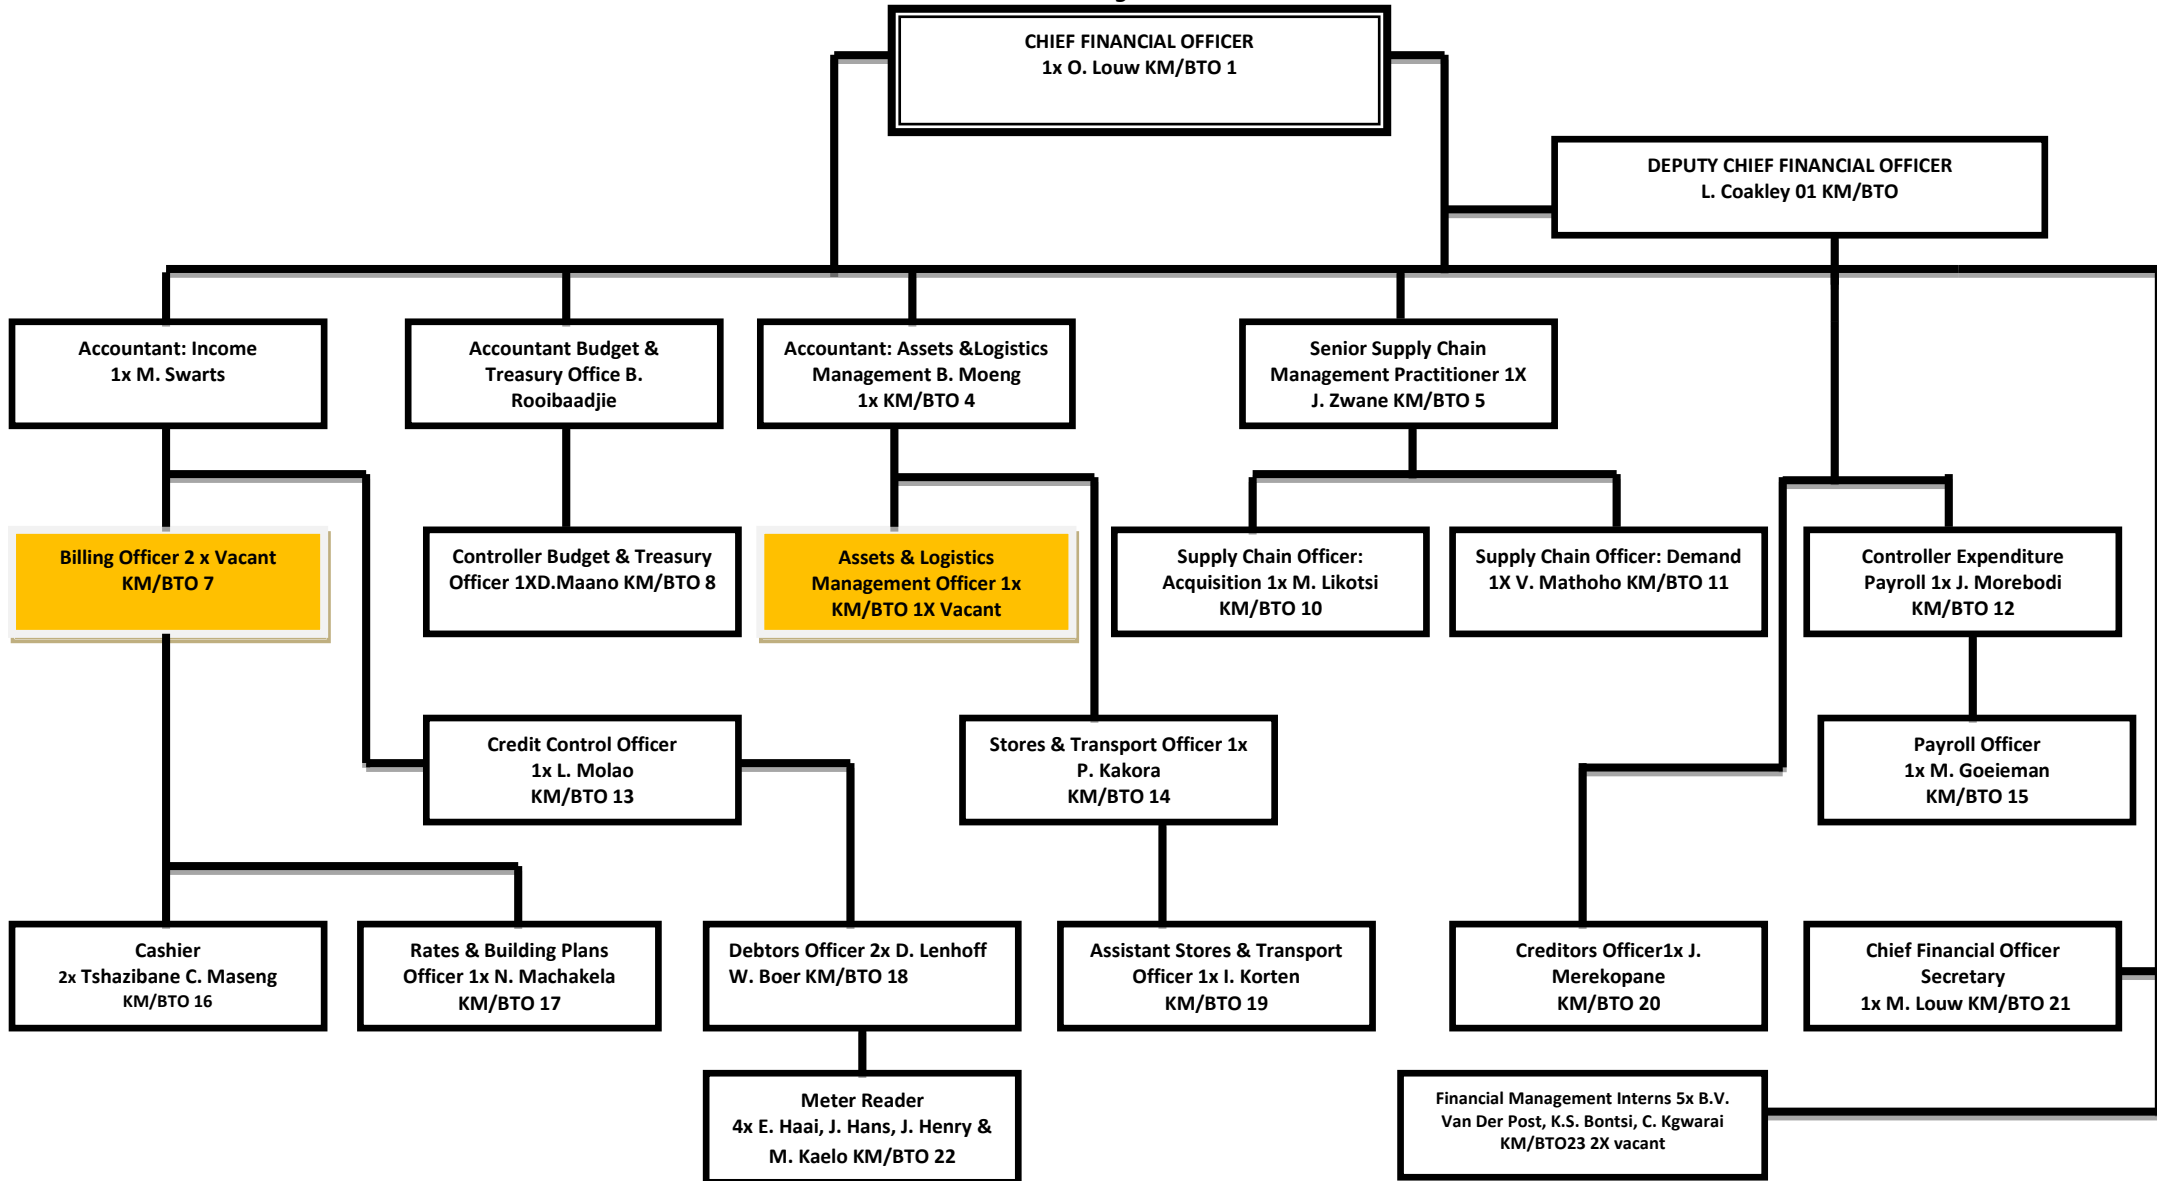 CHIEF FINANCIAL OFFICER
1x O. Louw KM/BTO 1
DEPUTY CHIEF FINANCIAL OFFICER
L. Coakley 01 KM/BTO
Accountant: Income
1x M. Swarts
Accountant Budget &
Treasury Office B.
Rooibaadjie
Accountant: Assets &Logistics
Management B. Moeng
1x KM/BTO 4
Senior Supply Chain
Management Practitioner 1X
J. Zwane KM/BTO 5
Billing Officer 2 x Vacant
KM/BTO 7
Controller Budget & Treasury
Officer 1XD.Maano KM/BTO 8
Assets & Logistics
Management Officer 1x
KM/BTO 1X Vacant
Supply Chain Officer:
Acquisition 1x M. Likotsi
KM/BTO 10
Supply Chain Officer: Demand
1X V. Mathoho KM/BTO 11
Controller Expenditure
Payroll 1x J. Morebodi
KM/BTO 12
Credit Control Officer
1x L. Molao
KM/BTO 13
Stores & Transport Officer 1x
P. Kakora
KM/BTO 14
Payroll Officer
1x M. Goeieman
KM/BTO 15
Cashier
2x Tshazibane C. Maseng
KM/BTO 16
Rates & Building Plans
Officer 1x N. Machakela
KM/BTO 17
Debtors Officer 2x D. Lenhoff
W. Boer KM/BTO 18
Assistant Stores & Transport
Officer 1x I. Korten
KM/BTO 19
Creditors Officer1x J.
Merekopane
KM/BTO 20
Chief Financial Officer
Secretary
1x M. Louw KM/BTO 21
Meter Reader
4x E. Haai, J. Hans, J. Henry &
M. Kaelo KM/BTO 22
Financial Management Interns 5x B.V.
Van Der Post, K.S. Bontsi, C. Kgwarai
KM/BTO23 2X vacant